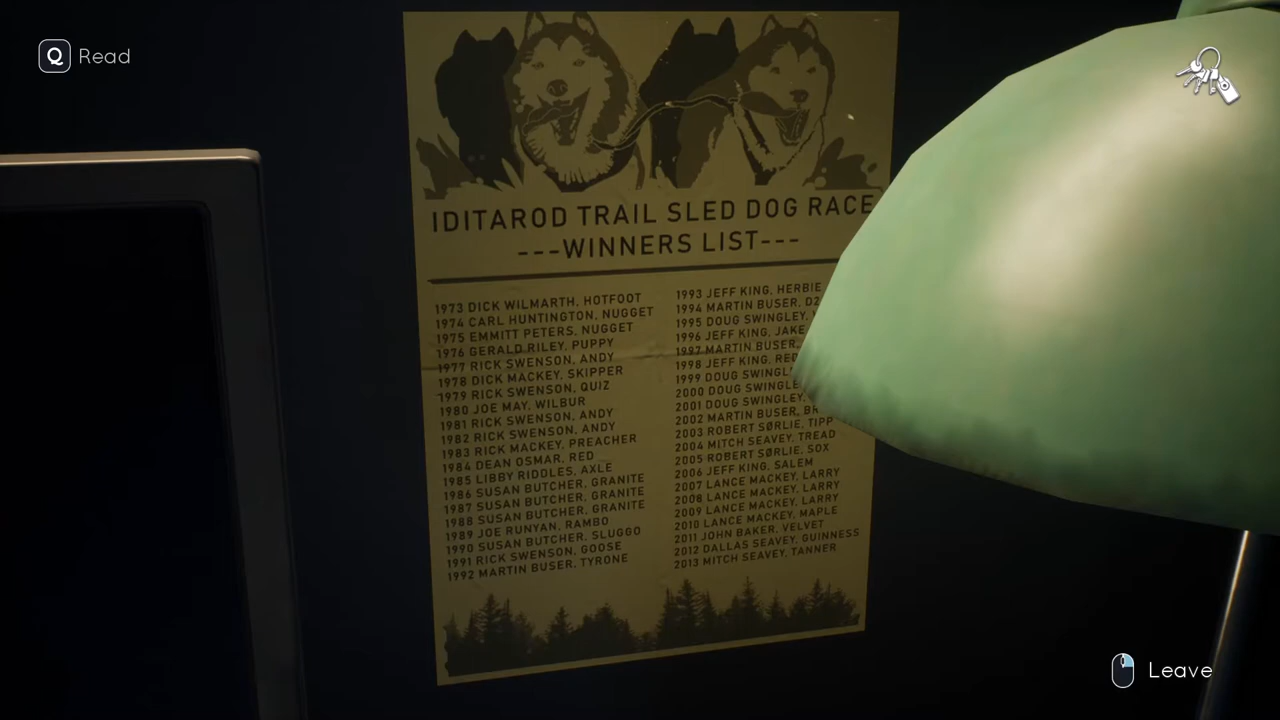 Q Read
IDITAROD TRAIL SLED DOG RACE
---WINNERS LIST---
1973 DICK WILMARTH, HOTFOOT
1974 CARL HUNTINGTON, NUGGET
1975 EMMITT PETERS, NUGGET
1976 GERALD RILEY, PUPPY
1977 RICK SWENSON, ANDY
1978 DICK MACKEY, SKIPPER
1979 RICK SWENSON, QUIZ
1980 JOE MAY, WILBUR
1981 RICK SWENSON, ANDY
1982 RICK SWENSON, ANDY
1983 RICK MACKEY, PREACHER
1984 DEAN OSMAR, RED
1985 LIBBY RIDDLES, AXLE
1986 SUSAN BUTCHER, GRANITE
1987 SUSAN BUTCHER, GRANITE
1988 SUSAN BUTCHER, GRANITE
1989 JOE RUNYAN, RAMBO
1990 SUSAN BUTCHER, SLUGGO
1991 RICK SWENSON, GOOSE
1992 MARTIN BUSER, TYRONE
1993 JEFF KING, HERBIE
1994 MARTIN BUSER, D2
1995 DOUG SWINGLEY,
1996 JEFF KING, JAKE
1997 MARTIN BUSER,
1998 JEFF KING, RED
1999 DOUG SWINGL
2000 DOUG SWINGLE
2001 DOUG SWINGLEY,
2002 MARTIN BUSER, BR
2003 ROBERT SØRLIE, TIPP
2004 MITCH SEAVEY, TREAD
2005 ROBERT SØRLIE, SOX
2006 JEFF KING, SALEM
2007 LANCE MACKEY, LARRY
2008 LANCE MACKEY, LARRY
2009 LANCE MACKEY, LARRY
2010 LANCE MACKEY, MAPLE
2011 JOHN BAKER, VELVET
2012 DALLAS SEAVEY, GUINNESS
2013 MITCH SEAVEY, TANNER
Leave